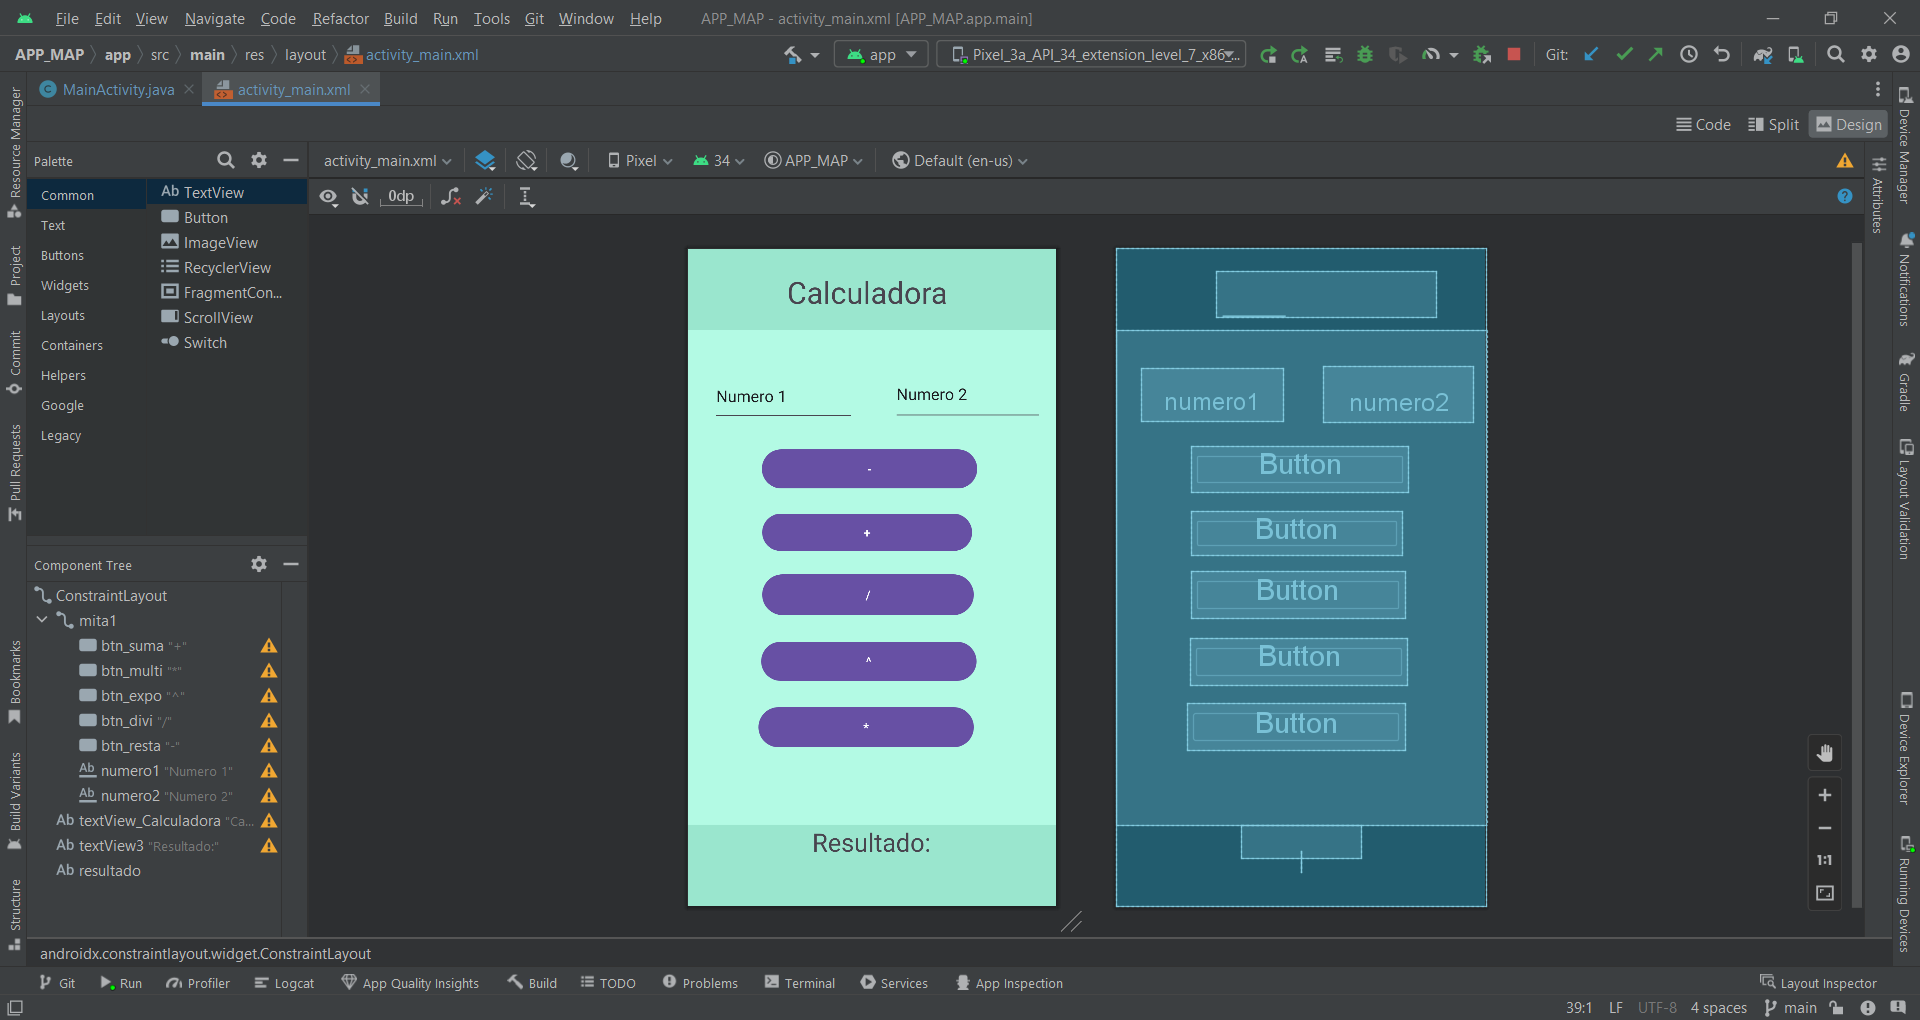 File Edit View Navigate Code Refactor Build Run Tools Git Window Help APP_MAP - activity_main.xml [APP_MAP.app.main]
APP_MAP app src main res layout activity_main.xml app Pixel_3a_API_34_extension_level_7_x86... Git:
MainActivity.java activity_main.xml
Code Split Design
Palette
activity_main.xml Pixel 34 APP_MAP Default (en-us)
0dp
Common
Text
Buttons
Widgets
Layouts
Containers
Helpers
Google
Legacy
Ab TextView
Button
ImageView
RecyclerView
FragmentCon...
ScrollView
Switch
Component Tree
ConstraintLayout
mita1
btn_suma "+"
btn_multi "*"
btn_expo "^"
btn_divi "/"
btn_resta "-"
Ab numero1 "Numero 1"
Ab numero2 "Numero 2"
Ab textView_Calculadora "Ca...
Ab textView3 "Resultado:"
Ab resultado
Calculadora
Numero 1
Numero 2
-
+
/
^
*
Resultado:
numero1
numero2
Button
Button
Button
Button
Button
1:1
Resource Manager
Project
Commit
Pull Requests
Bookmarks
Build Variants
Structure
Device Manager
Attributes
Notifications
Gradle
Layout Validation
Device Explorer
Running Devices
androidx.constraintlayout.widget.ConstraintLayout
Git Run Profiler Logcat App Quality Insights Build TODO Problems Terminal Services App Inspection Layout Inspector
39:1 LF UTF-8 4 spaces main